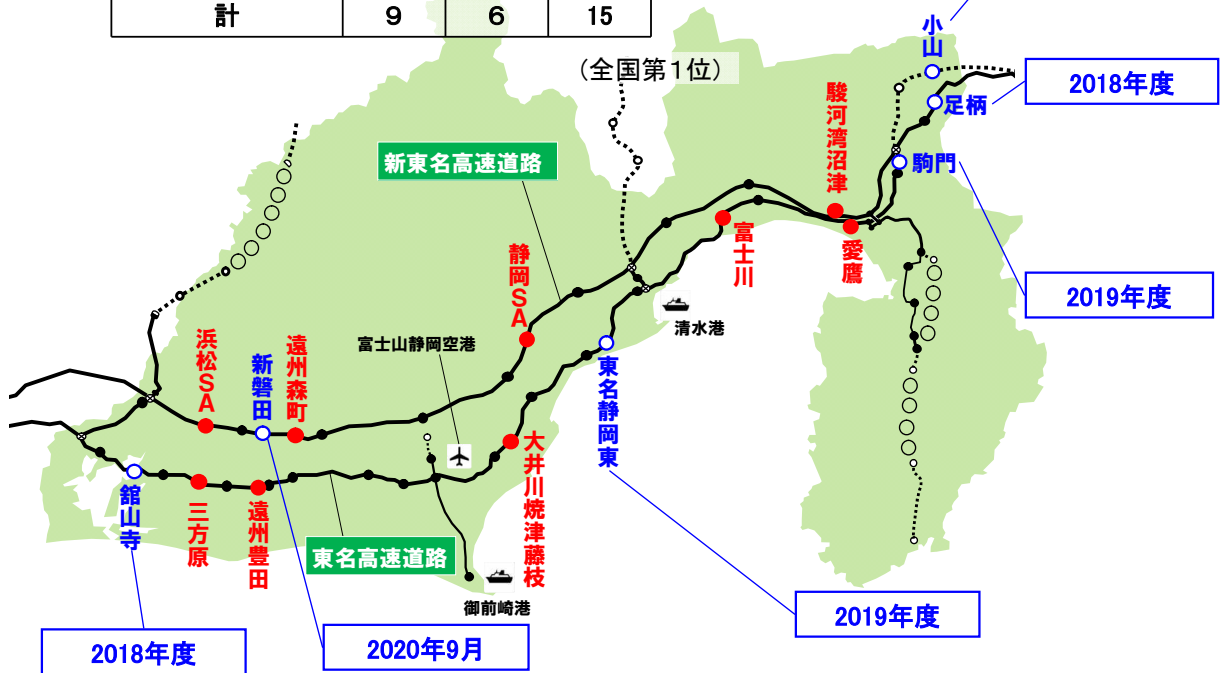 計 9 6 15
(全国第1位)
小山
2018年度
足柄
駿河湾沼津
駒門
新東名高速道路
富士川
愛鷹
静岡SA
2019年度
清水港
浜松SA
遠州森町
新磐田
富士山静岡空港
東名静岡東
大井川焼津藤枝
舘山寺
三方原
遠州豊田
東名高速道路
御前崎港
2019年度
2018年度
2020年9月